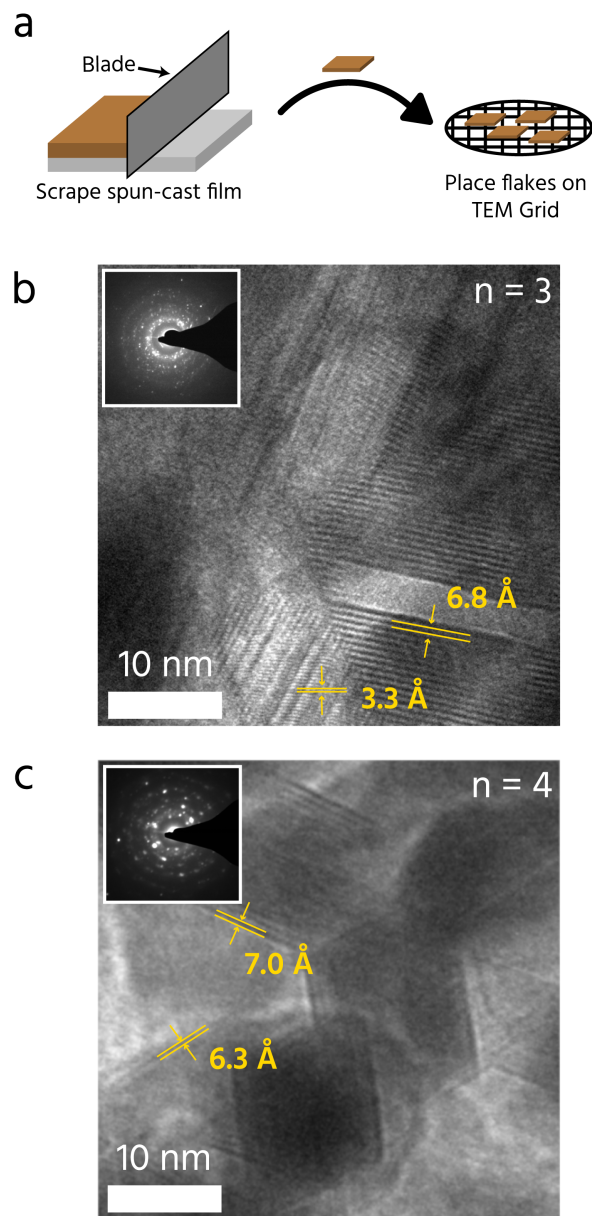 a
Blade
Scrape spun-cast film
Place flakes on
TEM Grid
b
n = 3
6.8 Å
10 nm
3.3 Å
c
n = 4
7.0 Å
6.3 Å
10 nm